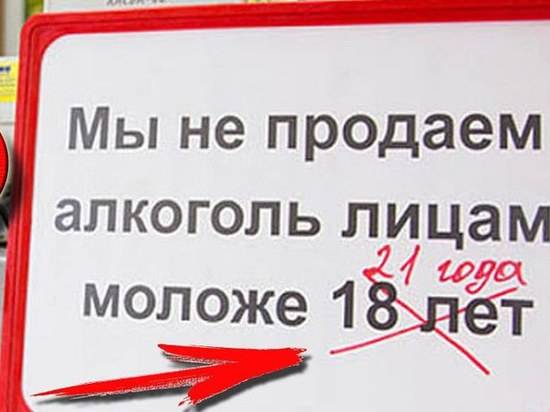 Мы не продаем
алкоголь лицам
21 года
моложе 18 лет